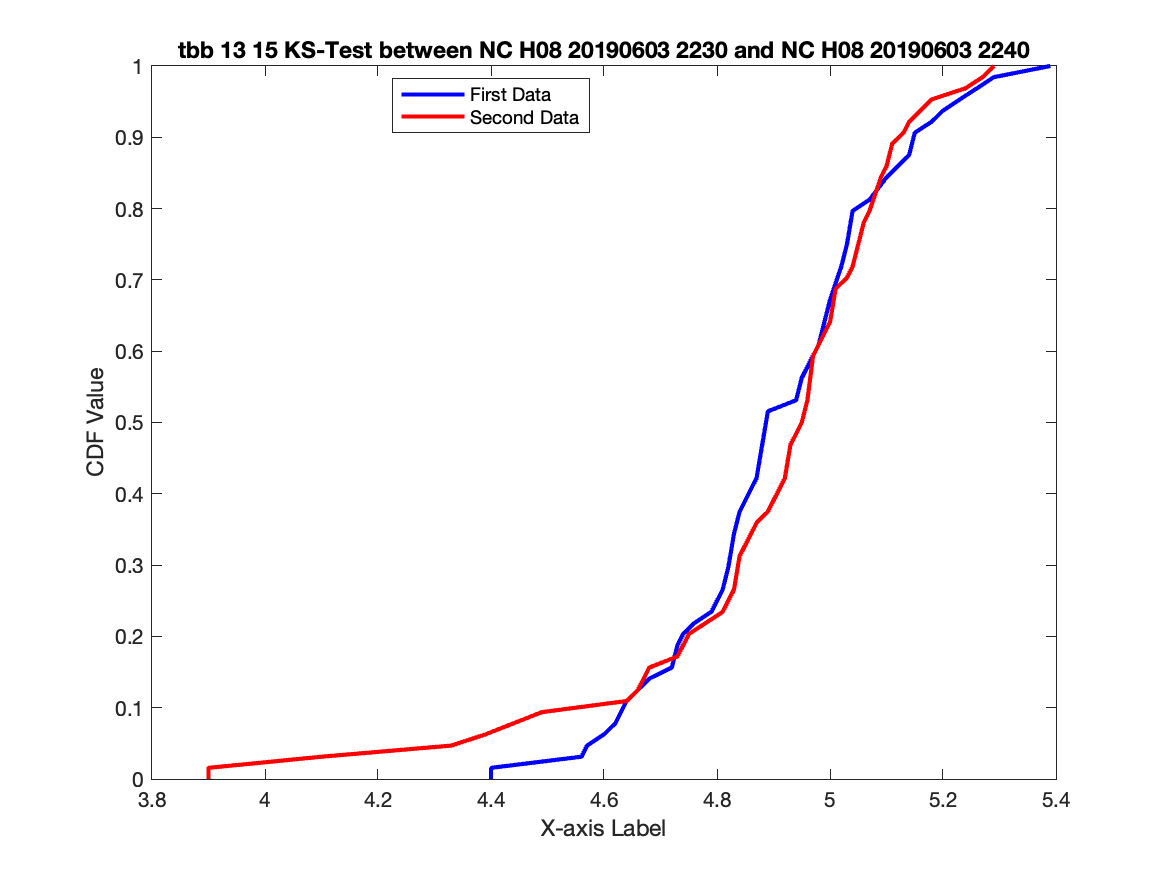 tbb 13 15 KS-Test between NC H08 20190603 2230 and NC H08 20190603 2240
First Data
Second Data
1
0.9
0.8
0.7
0.6
0.5
0.4
0.3
0.2
0.1
0
CDF Value
3.8 4 4.2 4.4 4.6 4.8 5 5.2 5.4
X-axis Label